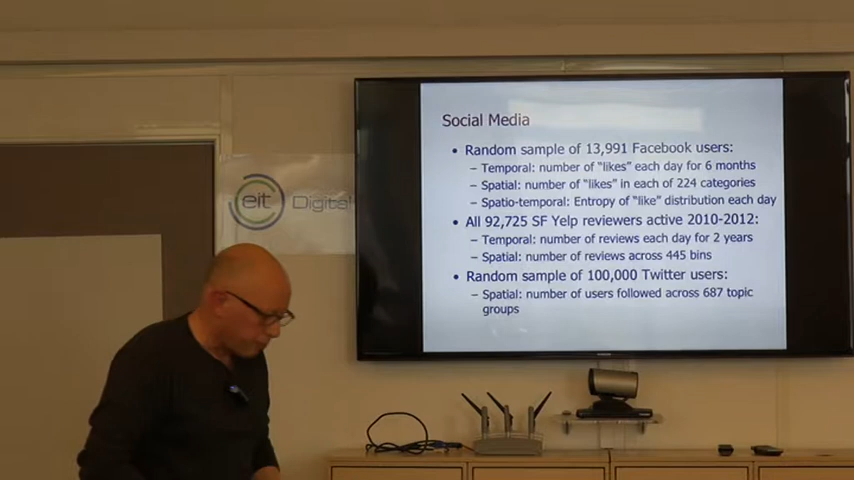 Social Media
• Random sample of 13,991 Facebook users:
– Temporal: number of “likes” each day for 6 months
– Spatial: number of “likes” in each of 224 categories
– Spatio-temporal: Entropy of “like” distribution each day
• All 92,725 SF Yelp reviewers active 2010-2012:
– Temporal: number of reviews each day for 2 years
– Spatial: number of reviews across 445 bins
• Random sample of 100,000 Twitter users:
– Spatial: number of users followed across 687 topic
groups
eit Digital